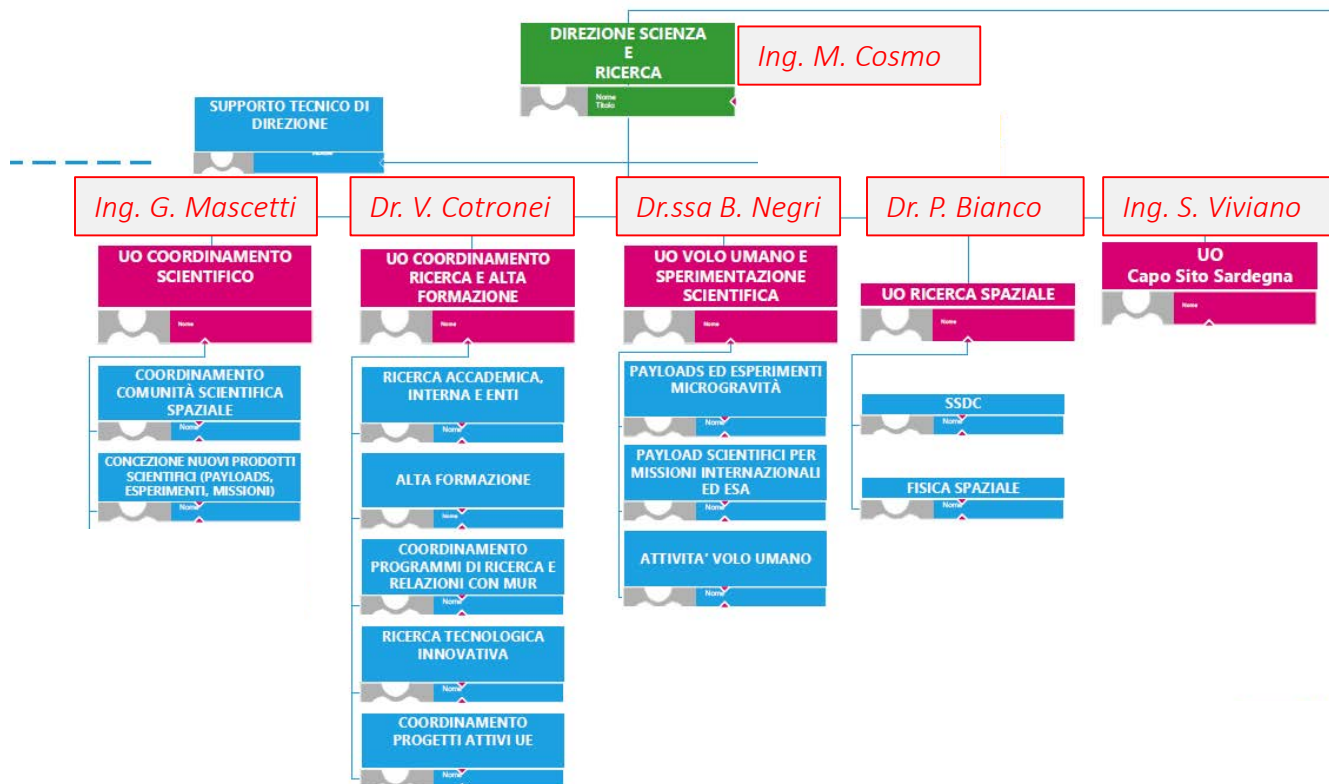 DIREZIONE SCIENZA
E
RICERCA
Nome
Titolo
Ing. M. Cosmo
SUPPORTO TECNICO DI
DIREZIONE
Ing. G. Mascetti
Dr. V. Cotronei
Dr.ssa B. Negri
Dr. P. Bianco
Ing. S. Viviano
UO COORDINAMENTO
SCIENTIFICO
Nome
COORDINAMENTO
COMUNITÀ SCIENTIFICA
SPAZIALE
Nome
CONCEZIONE NUOVI PRODOTTI
SCIENTIFICI (PAYLOADS,
ESPERIMENTI, MISSIONI)
Nome
UO COORDINAMENTO
RICERCA E ALTA
FORMAZIONE
Nome
RICERCA ACCADEMICA,
INTERNA E ENTI
Nome
ALTA FORMAZIONE
Nome
COORDINAMENTO
PROGRAMMI DI RICERCA E
RELAZIONI CON MUR
Nome
RICERCA TECNOLOGICA
INNOVATIVA
Nome
COORDINAMENTO
PROGETTI ATTIVI UE
Nome
UO VOLO UMANO E
SPERIMENTAZIONE
SCIENTIFICA
Nome
PAYLOADS ED ESPERIMENTI
MICROGRAVITÀ
Nome
PAYLOAD SCIENTIFICI PER
MISSIONI INTERNAZIONALI
ED ESA
Nome
ATTIVITA’ VOLO UMANO
Nome
UO RICERCA SPAZIALE
Nome
SSDC
Nome
FISICA SPAZIALE
Nome
UO
Capo Sito Sardegna
Nome